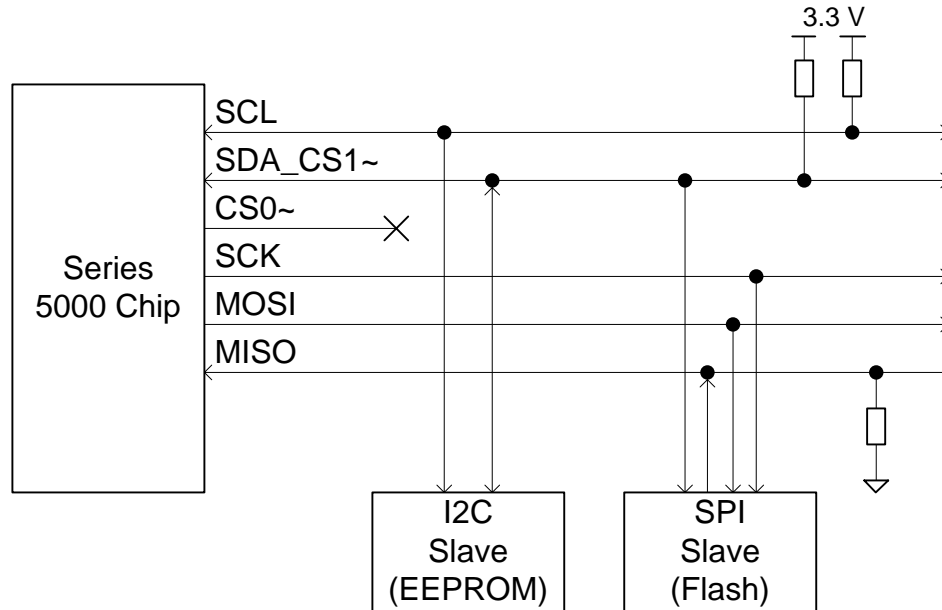 3.3 V
SCL
SDA_CS1~
CS0~
SCK
MOSI
MISO
Series
5000 Chip
I2C
Slave
(EEPROM)
SPI
Slave
(Flash)